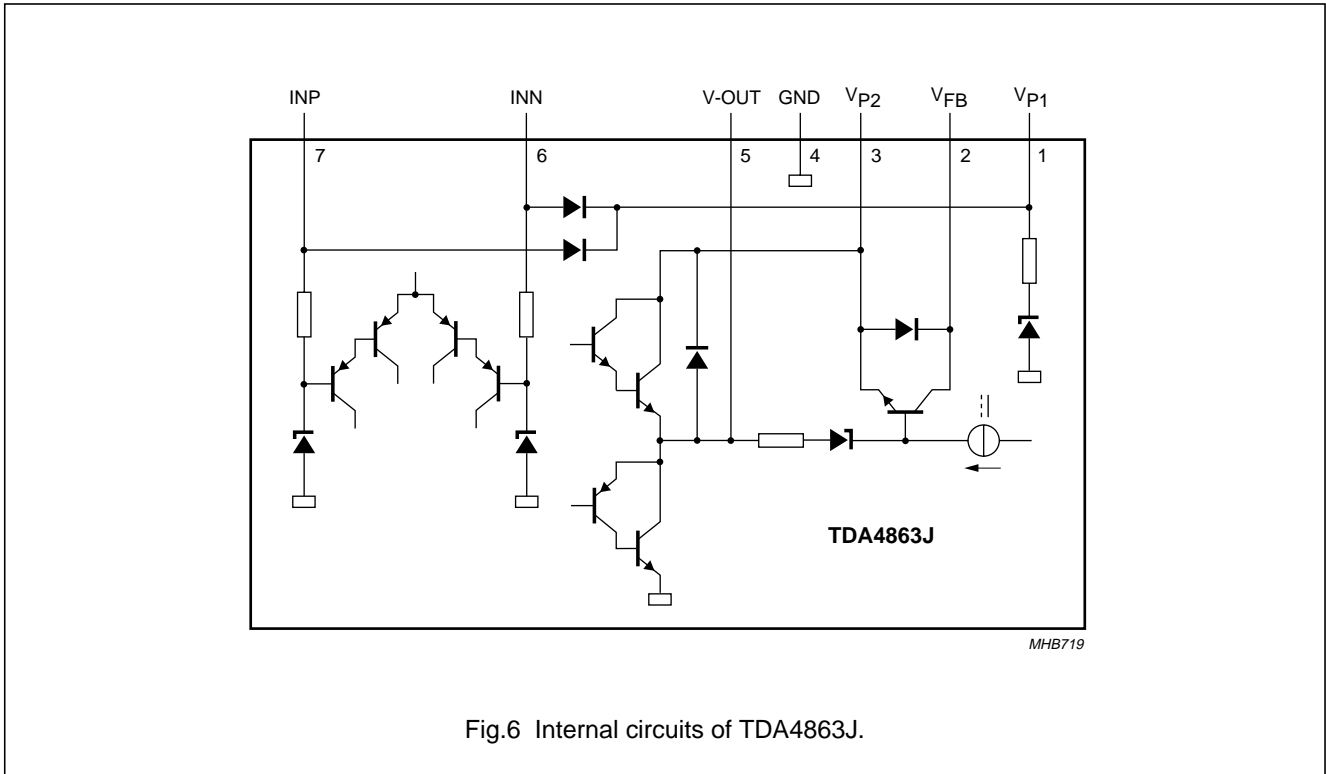 INP INN V-OUT GND VP2 VFB VP1
7 6 5 4 3 2 1
TDA4863J
MHB719
Fig.6 Internal circuits of TDA4863J.